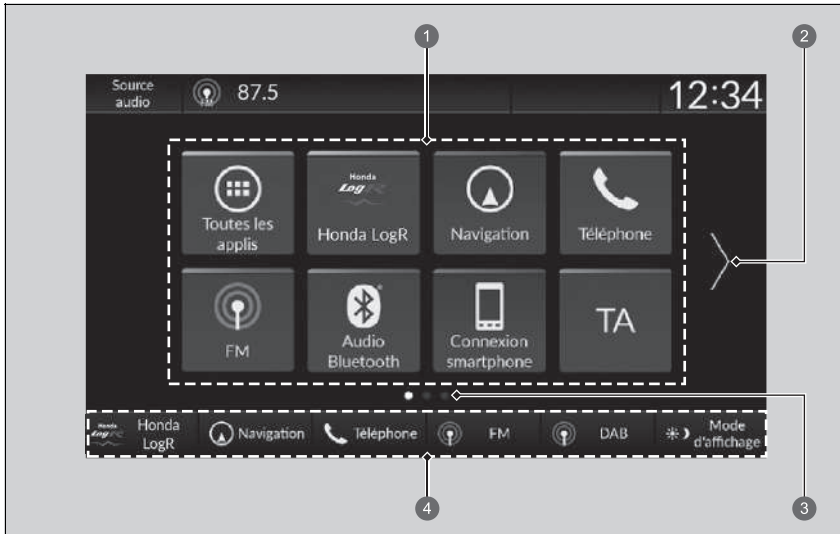 1
2
Source
audio
FM
87.5
12:34
Toutes les
applis
Honda
LogR
Honda LogR
Navigation
Téléphone
FM
Audio
Bluetooth
Connexion
smartphone
TA
Honda
LogR
Honda
LogR
Navigation
Téléphone
FM
DAB
Mode
d'affichage
4
3